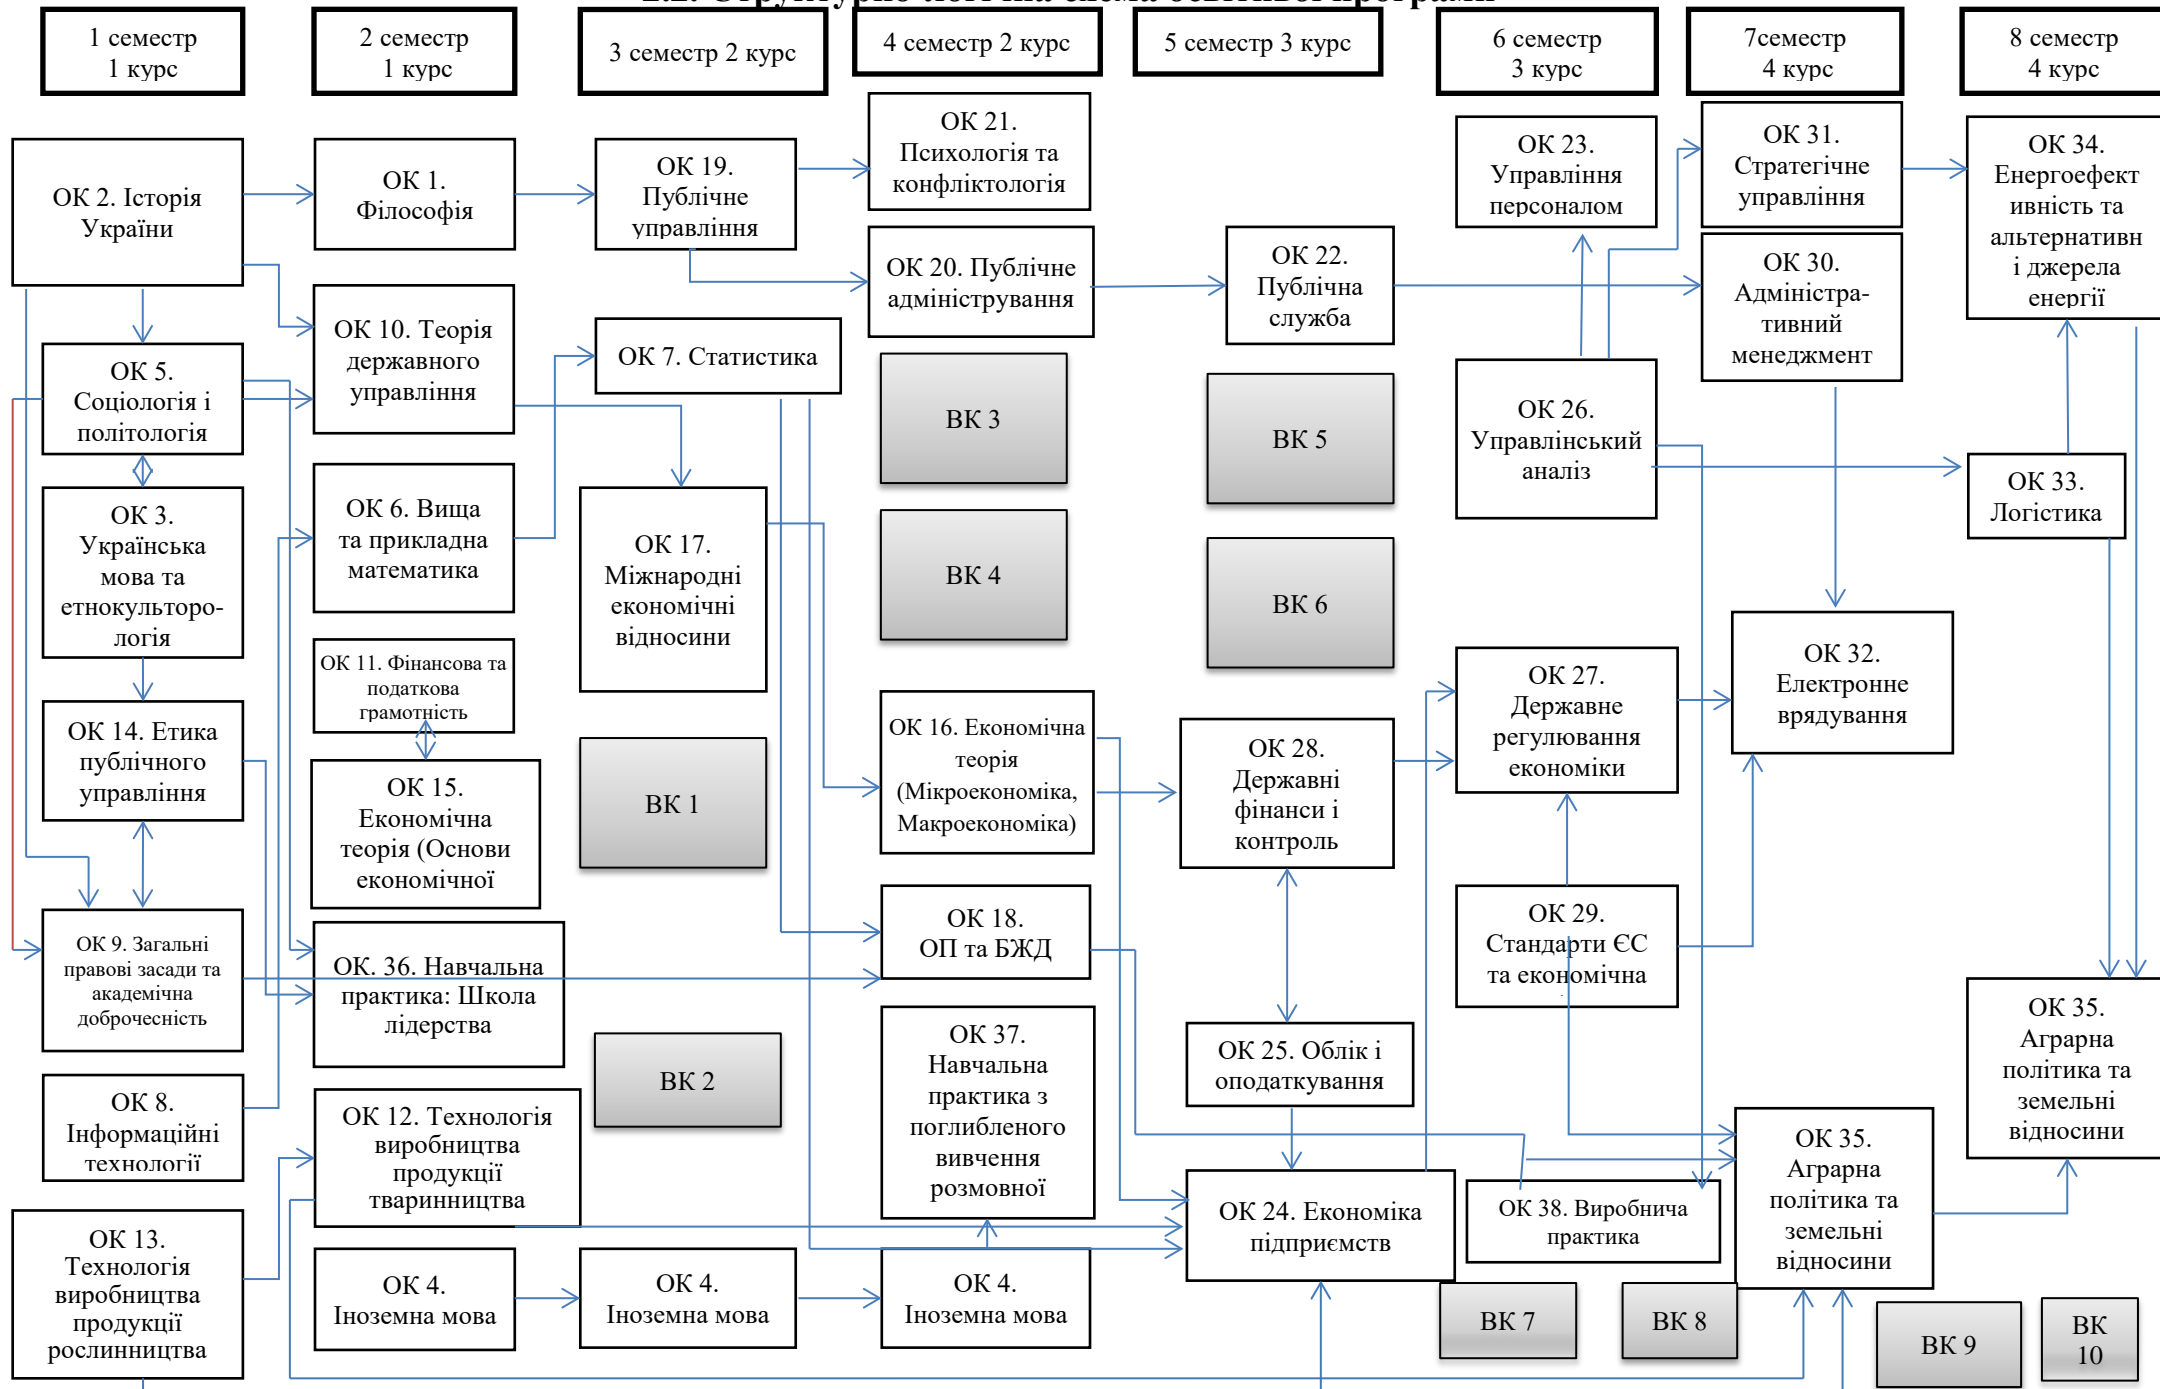 2.2. Структурно-логічна схема освітньої програми
1 семестр
1 курс
2 семестр
1 курс
3 семестр 2 курс
4 семестр 2 курс
5 семестр 3 курс
6 семестр
3 курс
7семестр
4 курс
8 семестр
4 курс
ОК 2. Історія
України
ОК 5.
Соціологія і
політологія
ОК 3.
Українська
мова та
етнокульторо-
логія
ОК 14. Етика
публічного
управління
ОК 9. Загальні
правові засади та
академічна
доброчесність
ОК 8.
Інформаційні
технології
ОК 13.
Технологія
виробництва
продукції
рослинництва
ОК 1.
Філософія
ОК 10. Теорія
державного
управління
ОК 6. Вища
та прикладна
математика
ОК 11. Фінансова та
податкова
грамотність
ОК 15.
Економічна
теорія (Основи
економічної
ОК. 36. Навчальна
практика: Школа
лідерства
ОК 12. Технологія
виробництва
продукції
тваринництва
ОК 4.
Іноземна мова
ОК 19.
Публічне
управління
ОК 7. Статистика
ОК 17.
Міжнародні
економічні
відносини
ВК 1
ВК 2
ОК 4.
Іноземна мова
ОК 21.
Психологія та
конфліктологія
ОК 20. Публічне
адміністрування
ВК 3
ВК 4
ОК 16. Економічна
теорія
(Мікроекономіка,
Макроекономіка)
ОК 18.
ОП та БЖД
ОК 37.
Навчальна
практика з
поглибленого
вивчення
розмовної
ОК 4.
Іноземна мова
ОК 22.
Публічна
служба
ВК 5
ВК 6
ОК 28.
Державні
фінанси і
контроль
ОК 25. Облік і
оподаткування
ОК 24. Економіка
підприємств
ОК 23.
Управління
персоналом
ОК 26.
Управлінський
аналіз
ОК 27.
Державне
регулювання
економіки
ОК 29.
Стандарти ЄС
та економічна
ОК 38. Виробнича
практика
ВК 7
ВК 8
ОК 31.
Стратегічне
управління
ОК 30.
Адміністра-
тивний
менеджмент
ОК 32.
Електронне
врядування
ОК 35.
Аграрна
політика та
земельні
відносини
ВК 9
ОК 34.
Енергоефект
ивність та
альтернативн
і джерела
енергії
ОК 33.
Логістика
ОК 35.
Аграрна
політика та
земельні
відносини
ВК
10